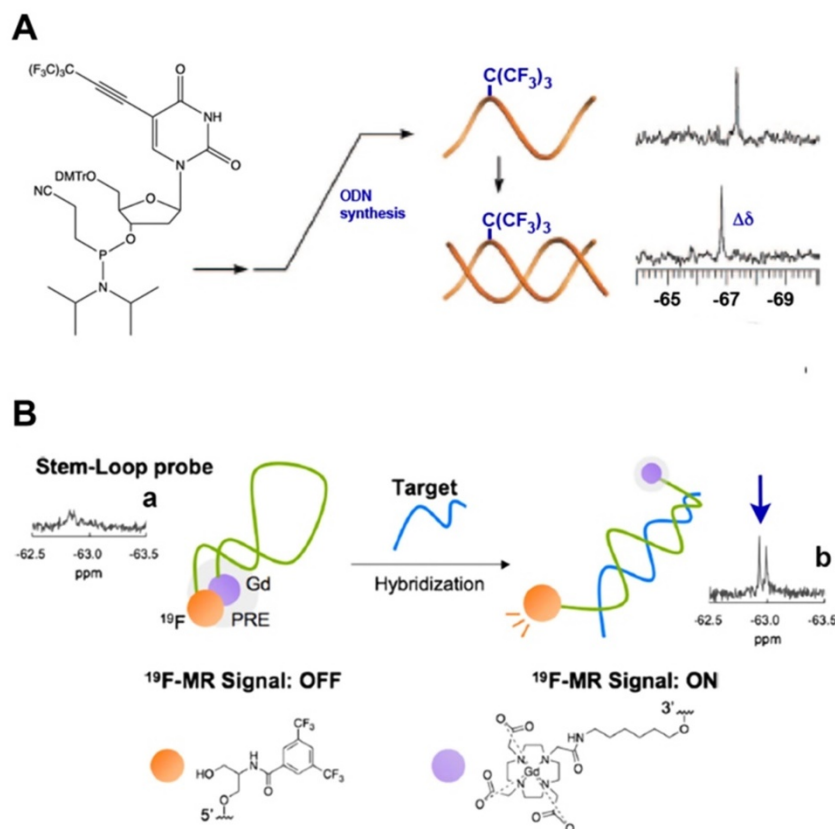 A
(F₃C)₃C
O
NH
N
O
DMTrO
O
NC
O
P
N
ODN
synthesis
C(CF₃)₃
C(CF₃)₃
Δδ
-65 -67 -69
B
Stem-Loop probe
a
-62.5 -63.0 -63.5
ppm
Gd
¹⁹F
PRE
Target
Hybridization
b
-62.5 -63.0 -63.5
ppm
¹⁹F-MR Signal: OFF
¹⁹F-MR Signal: ON
CF₃
HO
H
N
O
CF₃
O
5'
3'
O
O
H
N
O
O
N
N
Gd
N
N
O
O
O
O